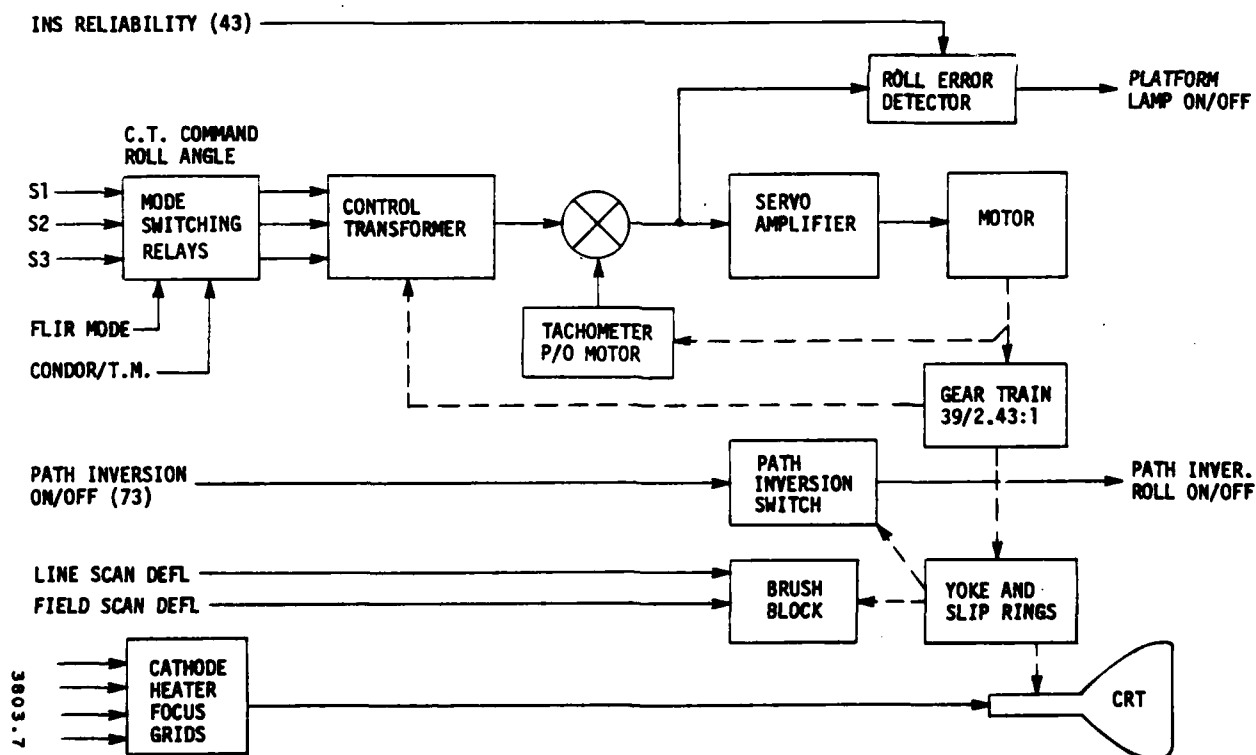 INS RELIABILITY (43)
ROLL ERROR
DETECTOR
PLATFORM
LAMP ON/OFF
C.T. COMMAND
ROLL ANGLE
S1
S2
S3
MODE
SWITCHING
RELAYS
CONTROL
TRANSFORMER
SERVO
AMPLIFIER
MOTOR
FLIR MODE
CONDOR/T.M.
TACHOMETER
P/O MOTOR
GEAR TRAIN
39/2.43:1
PATH INVERSION
ON/OFF (73)
PATH
INVERSION
SWITCH
PATH INVER.
ROLL ON/OFF
LINE SCAN DEFL
FIELD SCAN DEFL
BRUSH
BLOCK
YOKE AND
SLIP RINGS
CATHODE
HEATER
FOCUS
GRIDS
CRT
3803.7